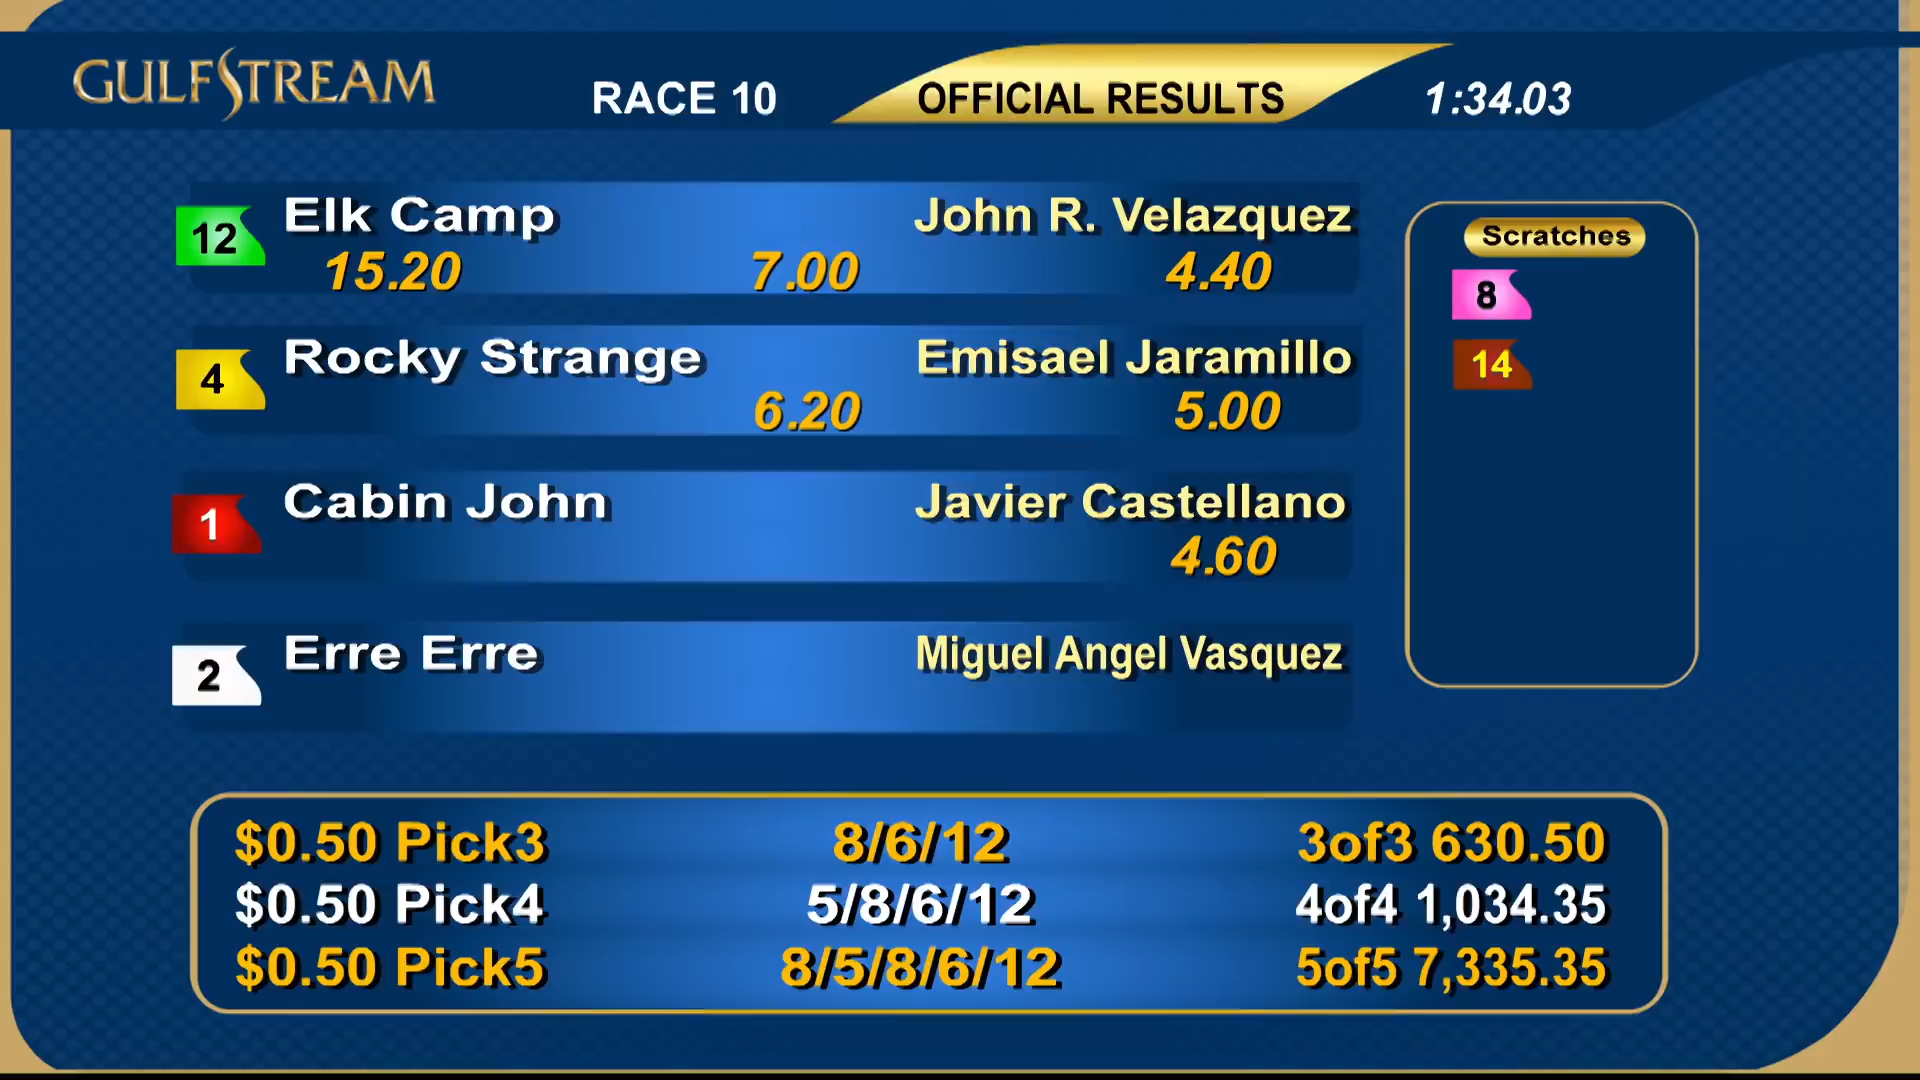 GULFSTREAM RACE 10 OFFICIAL RESULTS 1:34.03
12 Elk Camp John R. Velazquez
15.20 7.00 4.40
4 Rocky Strange Emisael Jaramillo
6.20 5.00
1 Cabin John Javier Castellano
4.60
2 Erre Erre Miguel Angel Vasquez
Scratches
8
14
$0.50 Pick3 8/6/12 3of3 630.50
$0.50 Pick4 5/8/6/12 4of4 1,034.35
$0.50 Pick5 8/5/8/6/12 5of5 7,335.35